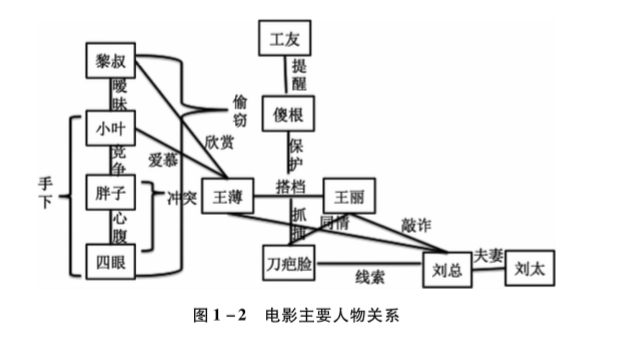 工友
提醒
黎叔
暧昧
偷窃
傻根
小叶
欣赏
保护
竞争
爱慕
手下
胖子
冲突
王薄
搭档
王丽
心腹
抓捕
同情
敲诈
四眼
刀疤脸
线索
刘总
夫妻
刘太
图1-2 电影主要人物关系